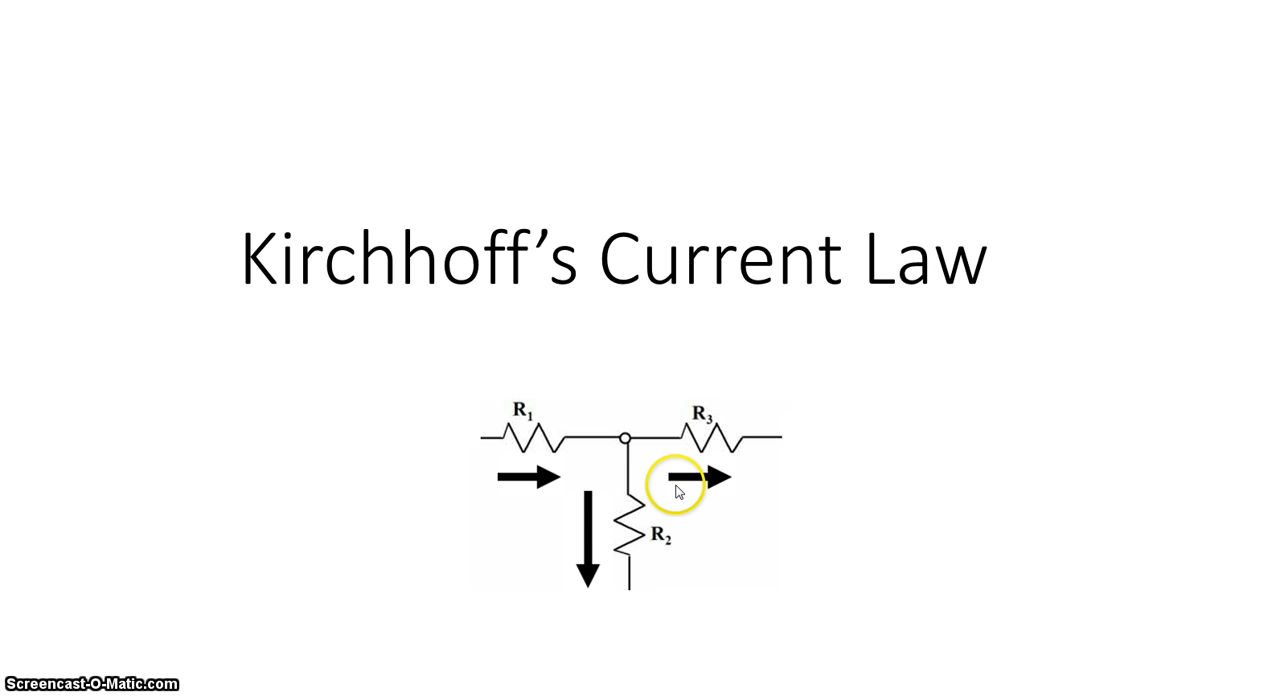 Kirchhoff’s Current Law
R₁
R₃
R₂
Screencast-O-Matic.com